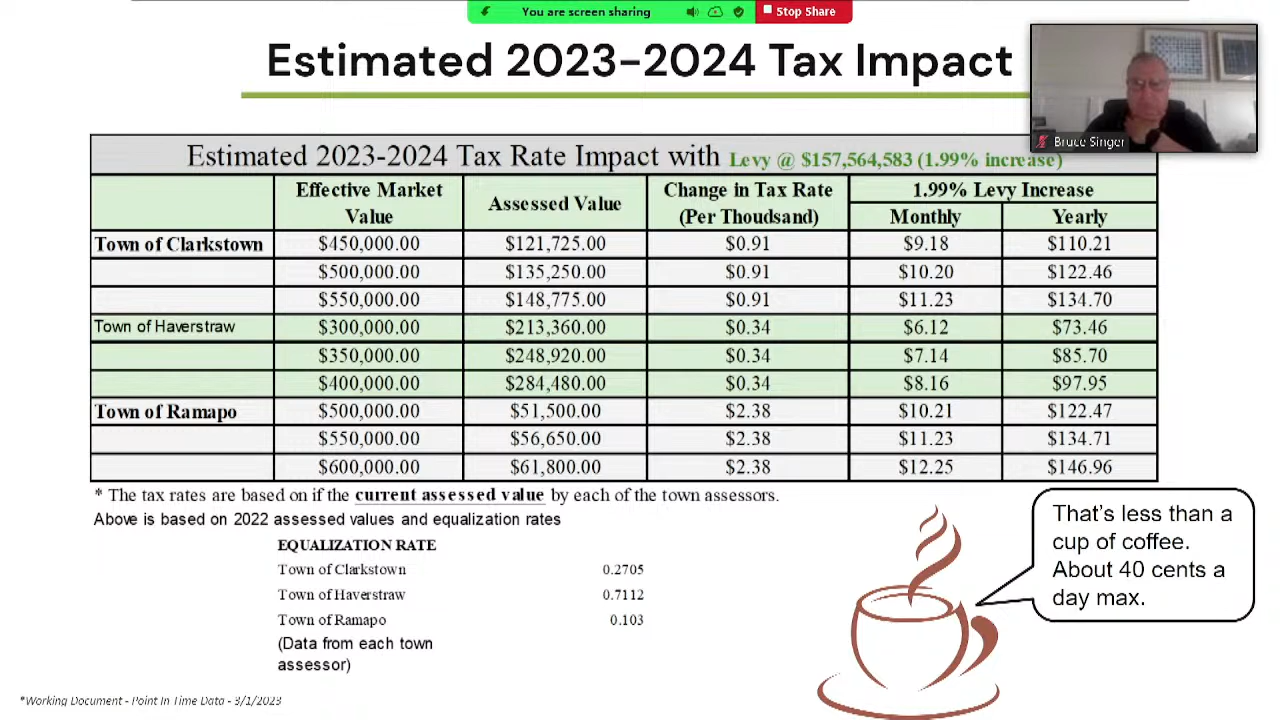 You are screen sharing Stop Share
Estimated 2023-2024 Tax Impact
Bruce Singer
Estimated 2023-2024 Tax Rate Impact with Levy @ $157,564,583 (1.99% increase)
Effective Market Value Assessed Value Change in Tax Rate (Per Thoudsand) 1.99% Levy Increase
Monthly Yearly
Town of Clarkstown $450,000.00 $121,725.00 $0.91 $9.18 $110.21
$500,000.00 $135,250.00 $0.91 $10.20 $122.46
$550,000.00 $148,775.00 $0.91 $11.23 $134.70
Town of Haverstraw $300,000.00 $213,360.00 $0.34 $6.12 $73.46
$350,000.00 $248,920.00 $0.34 $7.14 $85.70
$400,000.00 $284,480.00 $0.34 $8.16 $97.95
Town of Ramapo $500,000.00 $51,500.00 $2.38 $10.21 $122.47
$550,000.00 $56,650.00 $2.38 $11.23 $134.71
$600,000.00 $61,800.00 $2.38 $12.25 $146.96
* The tax rates are based on if the current assessed value by each of the town assessors.
Above is based on 2022 assessed values and equalization rates
EQUALIZATION RATE
Town of Clarkstown 0.2705
Town of Haverstraw 0.7112
Town of Ramapo 0.103
(Data from each town
assessor)
That's less than a
cup of coffee.
About 40 cents a
day max.
*Working Document - Point In Time Data - 3/1/2023